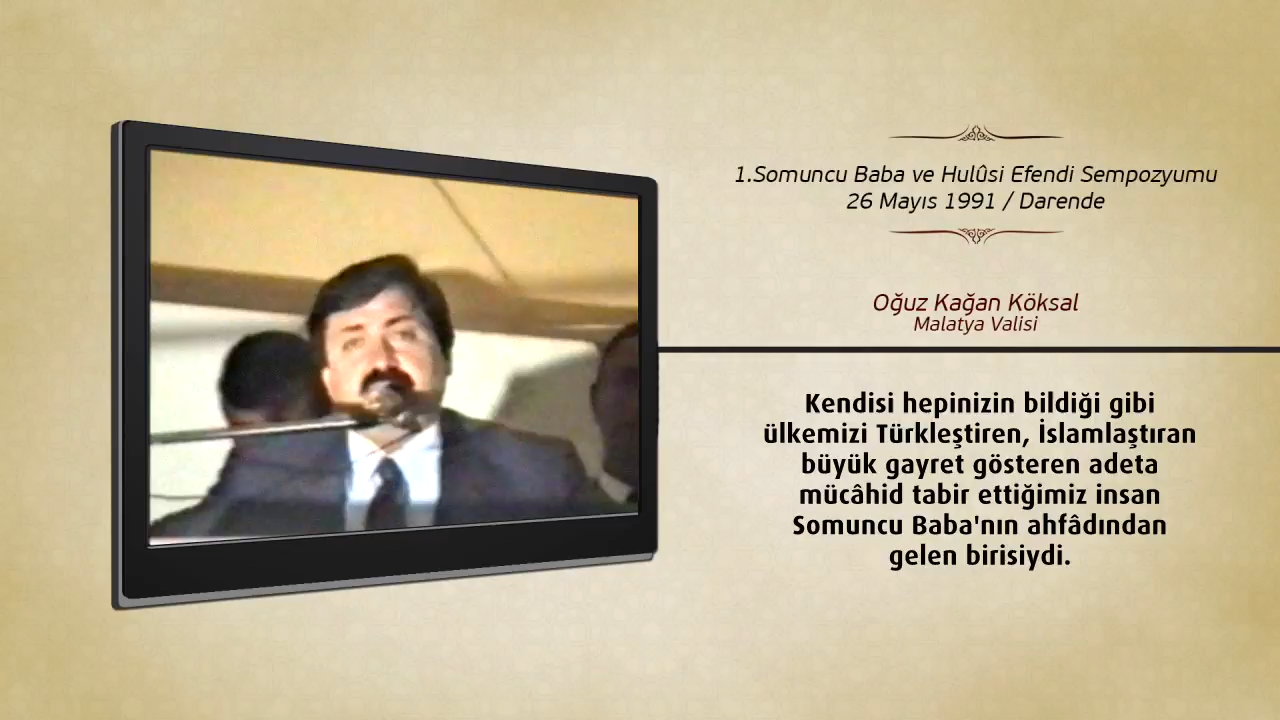 1.Somuncu Baba ve Hulûsi Efendi Sempozyumu
26 Mayıs 1991 / Darende
Oğuz Kağan Köksal
Malatya Valisi
Kendisi hepinizin bildiği gibi
ülkemizi Türkleştiren, İslamlaştıran
büyük gayret gösteren adeta
mücâhid tabir ettiğimiz insan
Somuncu Baba'nın ahfâdından
gelen birisiydi.